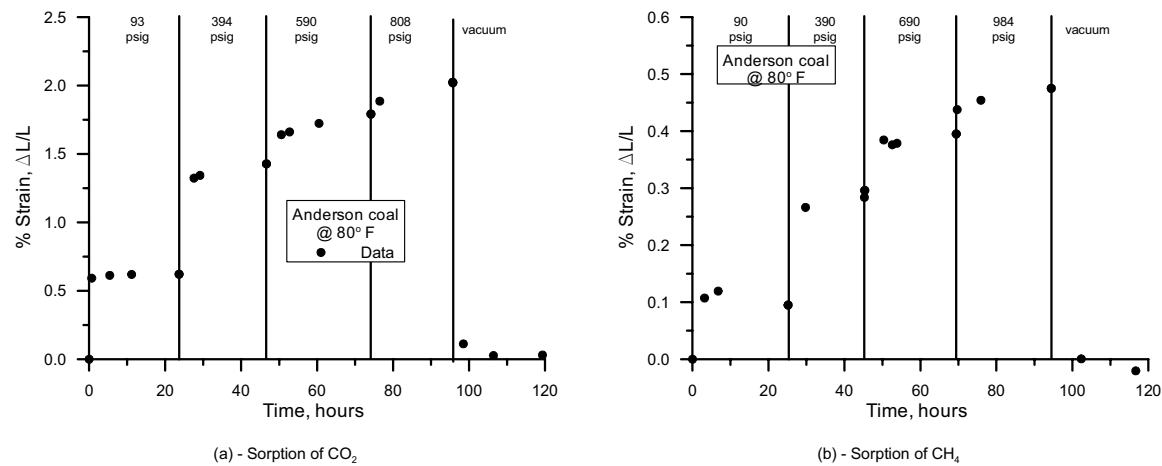 93 psig
394 psig
590 psig
808 psig
vacuum
2.5
2.0
1.5
1.0
0.5
0.0
% Strain, ΔL/L
Anderson coal
@ 80° F
Data
0 20 40 60 80 100 120
Time, hours
(a) - Sorption of CO₂
90 psig
390 psig
690 psig
984 psig
vacuum
0.6
0.5
0.4
0.3
0.2
0.1
0.0
% Strain, ΔL/L
Anderson coal
@ 80° F
0 20 40 60 80 100 120
Time, hours
(b) - Sorption of CH₄